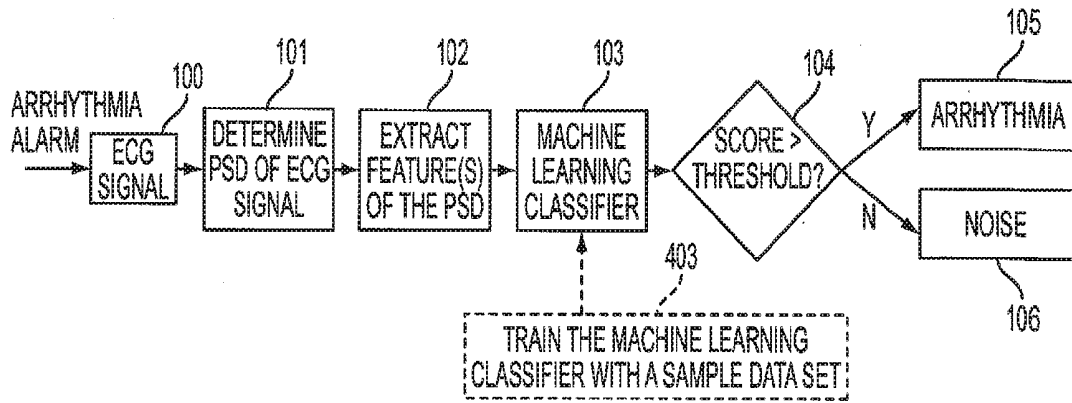 100
101
102
103
104
105
ARRHYTHMIA
ALARM
ECG
SIGNAL
DETERMINE
PSD OF ECG
SIGNAL
EXTRACT
FEATURE(S)
OF THE PSD
MACHINE
LEARNING
CLASSIFIER
SCORE >
THRESHOLD?
Y
N
ARRHYTHMIA
NOISE
106
403
TRAIN THE MACHINE LEARNING
CLASSIFIER WITH A SAMPLE DATA SET